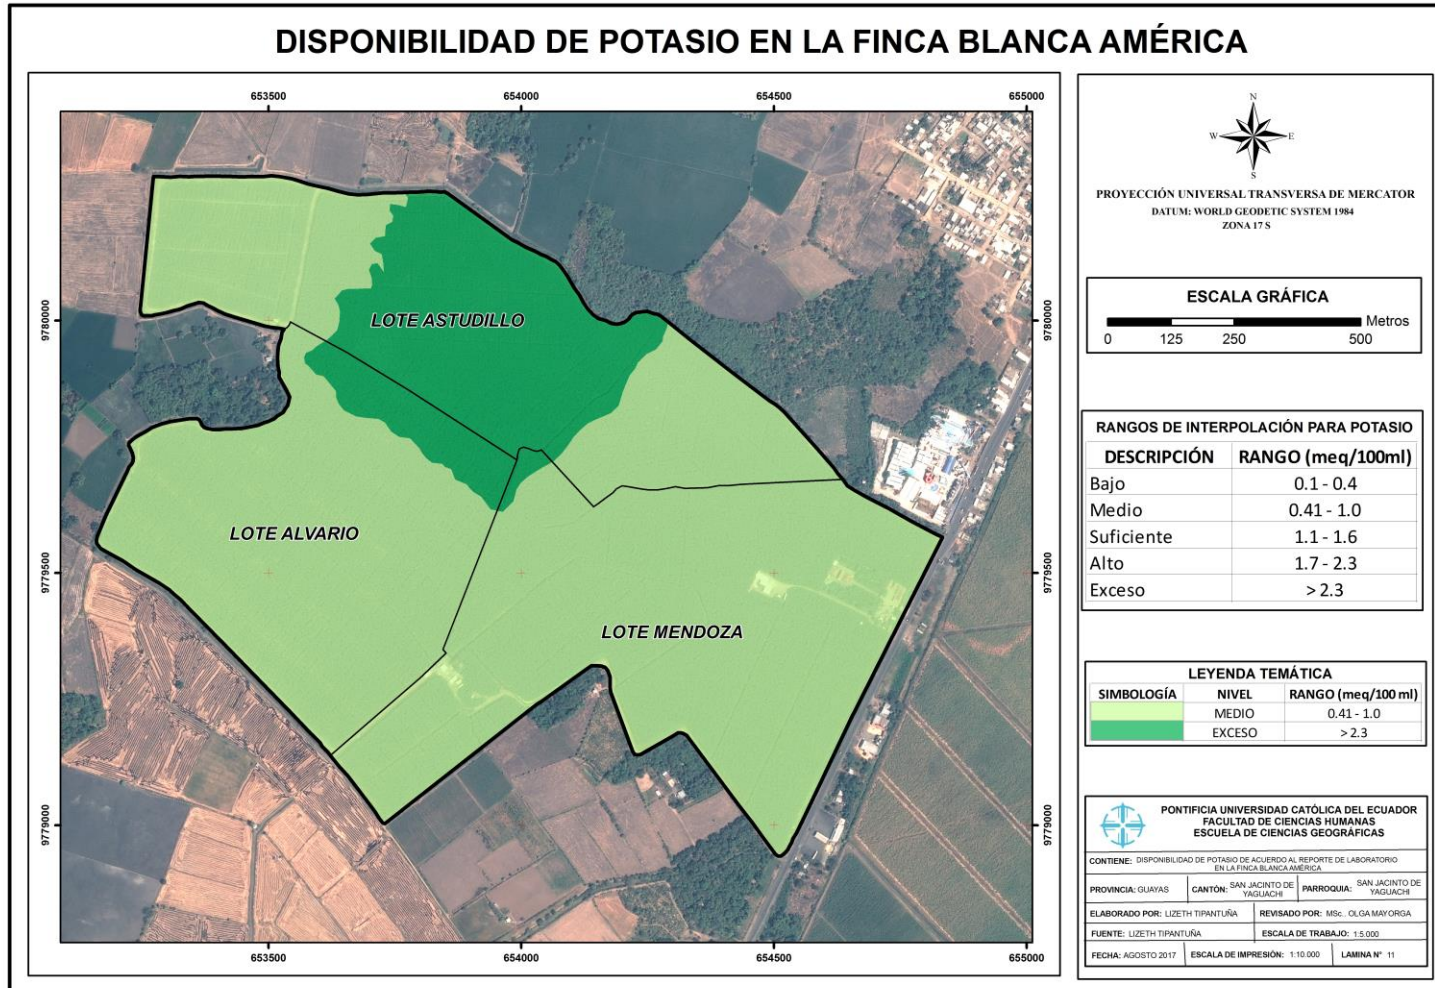 DISPONIBILIDAD DE POTASIO EN LA FINCA BLANCA AMÉRICA
653500 654000 654500 655000
9780000 9780000
9779500 9779500
9779000 9779000
653500 654000 654500 655000
LOTE ASTUDILLO
LOTE ALVARIO
LOTE MENDOZA
N
W E
S
PROYECCIÓN UNIVERSAL TRANSVERSA DE MERCATOR
DATUM: WORLD GEODETIC SYSTEM 1984
ZONA 17 S
ESCALA GRÁFICA
Metros
0 125 250 500
RANGOS DE INTERPOLACIÓN PARA POTASIO
DESCRIPCIÓN RANGO (meq/100ml)
Bajo 0.1 - 0.4
Medio 0.41 - 1.0
Suficiente 1.1 - 1.6
Alto 1.7 - 2.3
Exceso > 2.3
LEYENDA TEMÁTICA
SIMBOLOGÍA NIVEL RANGO (meq/100 ml)
MEDIO 0.41 - 1.0
EXCESO > 2.3
PONTIFICIA UNIVERSIDAD CATÓLICA DEL ECUADOR
FACULTAD DE CIENCIAS HUMANAS
ESCUELA DE CIENCIAS GEOGRÁFICAS
CONTIENE: DISPONIBILIDAD DE POTASIO DE ACUERDO AL REPORTE DE LABORATORIO
EN LA FINCA BLANCA AMÉRICA
PROVINCIA: GUAYAS CANTÓN: SAN JACINTO DE YAGUACHI PARROQUIA: SAN JACINTO DE YAGUACHI
ELABORADO POR: LIZETH TIPANTUÑA REVISADO POR: MSc.. OLGA MAYORGA
FUENTE: LIZETH TIPANTUÑA ESCALA DE TRABAJO: 1:5.000
FECHA: AGOSTO 2017 ESCALA DE IMPRESIÓN: 1:10.000 LAMINA N° 11